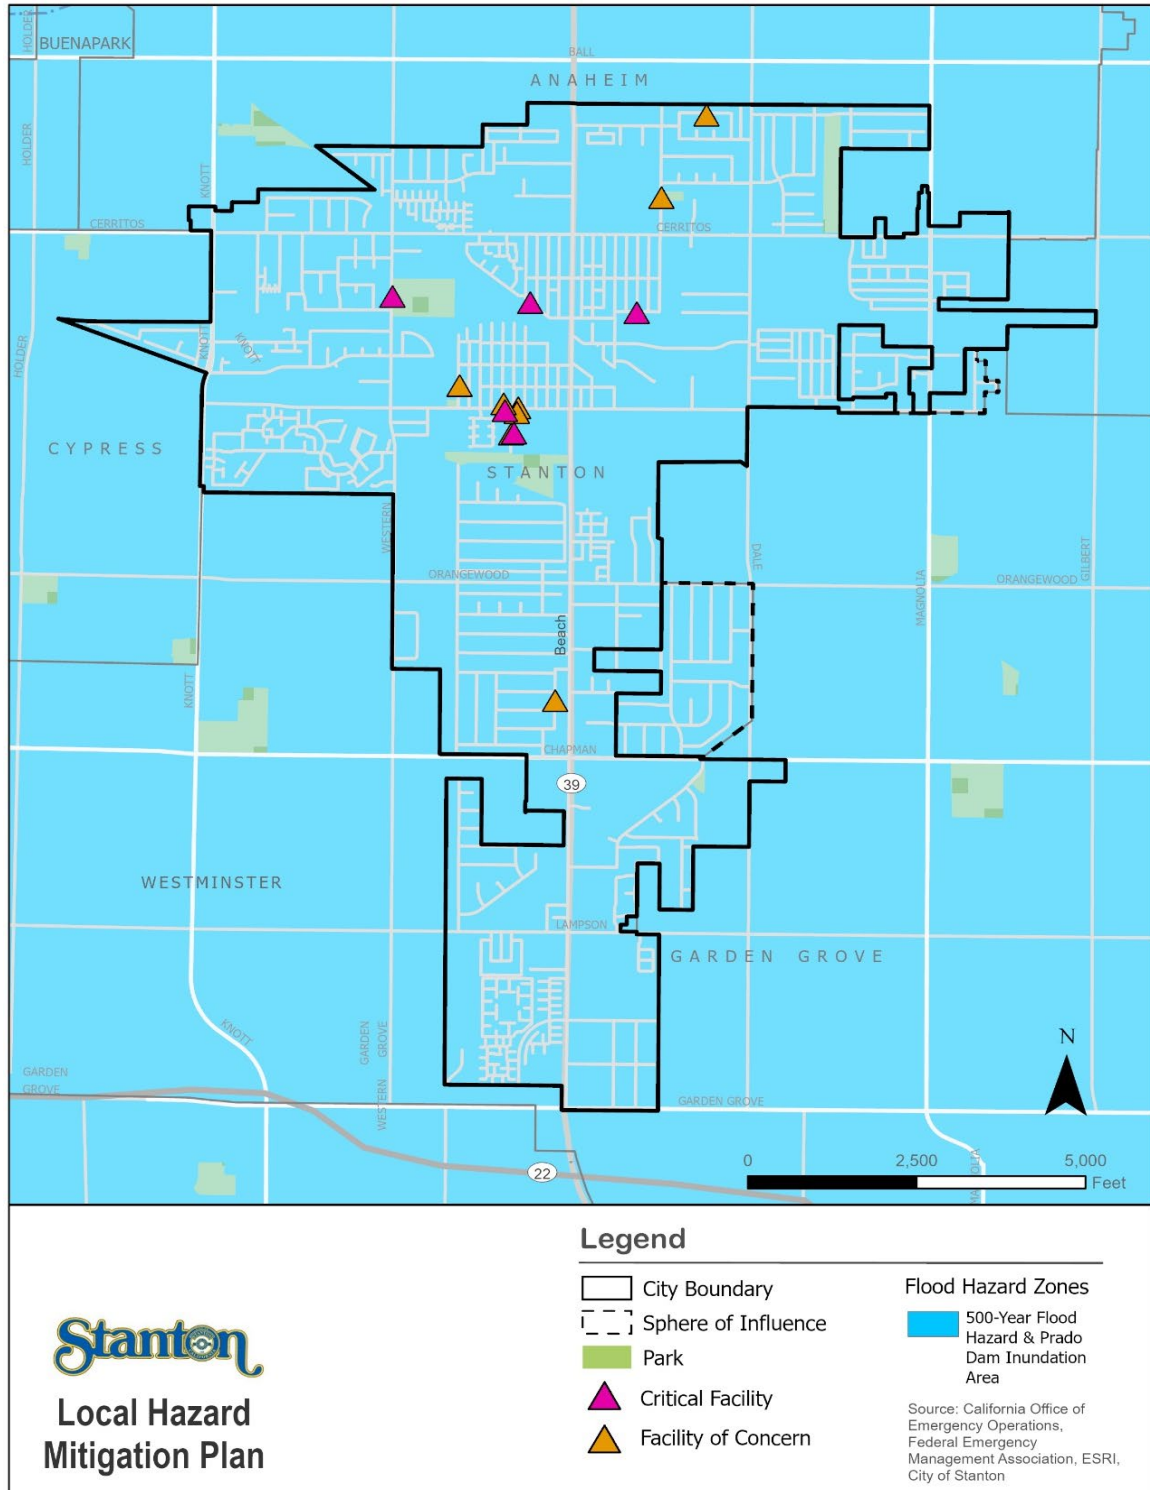 HOLDER
BUENAPARK
BALL
ANAHEIM
HOLDER
KNOTT
CERRITOS
CERRITOS
HOLDER
KNOTT
KNOTT
CYPRESS
STANTON
WESTERN
ORANGEWOOD
DALE
MAGNOLIA
ORANGEWOOD
GILBERT
Beach
KNOTT
CHAPMAN
39
WESTMINSTER
LAMPSON
GARDEN GROVE
KNOTT
GARDEN
GROVE
WESTERN
GARDEN
GROVE
GARDEN GROVE
N
22
MAGNOLIA
0 2,500 5,000
Feet
Stanton
Local Hazard
Mitigation Plan
Legend
City Boundary
Sphere of Influence
Park
Critical Facility
Facility of Concern
Flood Hazard Zones
500-Year Flood
Hazard & Prado
Dam Inundation
Area
Source: California Office of
Emergency Operations,
Federal Emergency
Management Association, ESRI,
City of Stanton